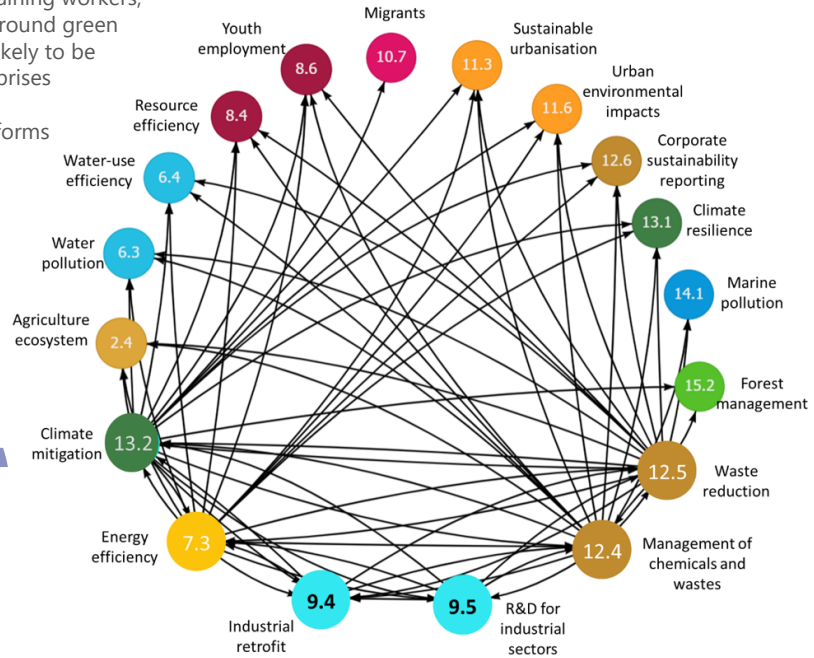 aining workers,
round green
kely to be
prises
forms
Migrants
10.7
Youth
employment
8.6
Sustainable
urbanisation
11.3
Urban
environmental
impacts
11.6
Resource
efficiency
8.4
Corporate
sustainability
reporting
12.6
Water-use
efficiency
6.4
Climate
resilience
13.1
Water
pollution
6.3
Marine
pollution
14.1
Agriculture
ecosystem
2.4
Forest
management
15.2
Climate
mitigation
13.2
Waste
reduction
12.5
Energy
efficiency
7.3
Management of
chemicals and
wastes
12.4
Industrial
retrofit
9.4
R&D for
industrial
sectors
9.5